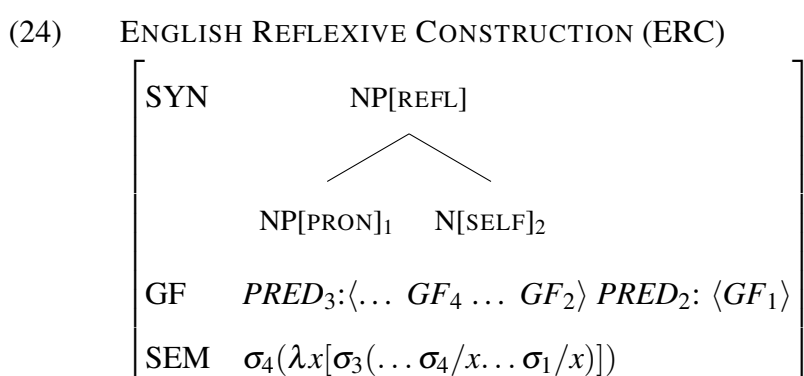 (24) ENGLISH REFLEXIVE CONSTRUCTION (ERC)
SYN NP[REFL]
NP[PRON]₁ N[SELF]₂
GF PRED₃:⟨... GF₄ ... GF₂⟩ PRED₂: ⟨GF₁⟩
SEM σ₄(λx[σ₃(...σ₄/x...σ₁/x)])